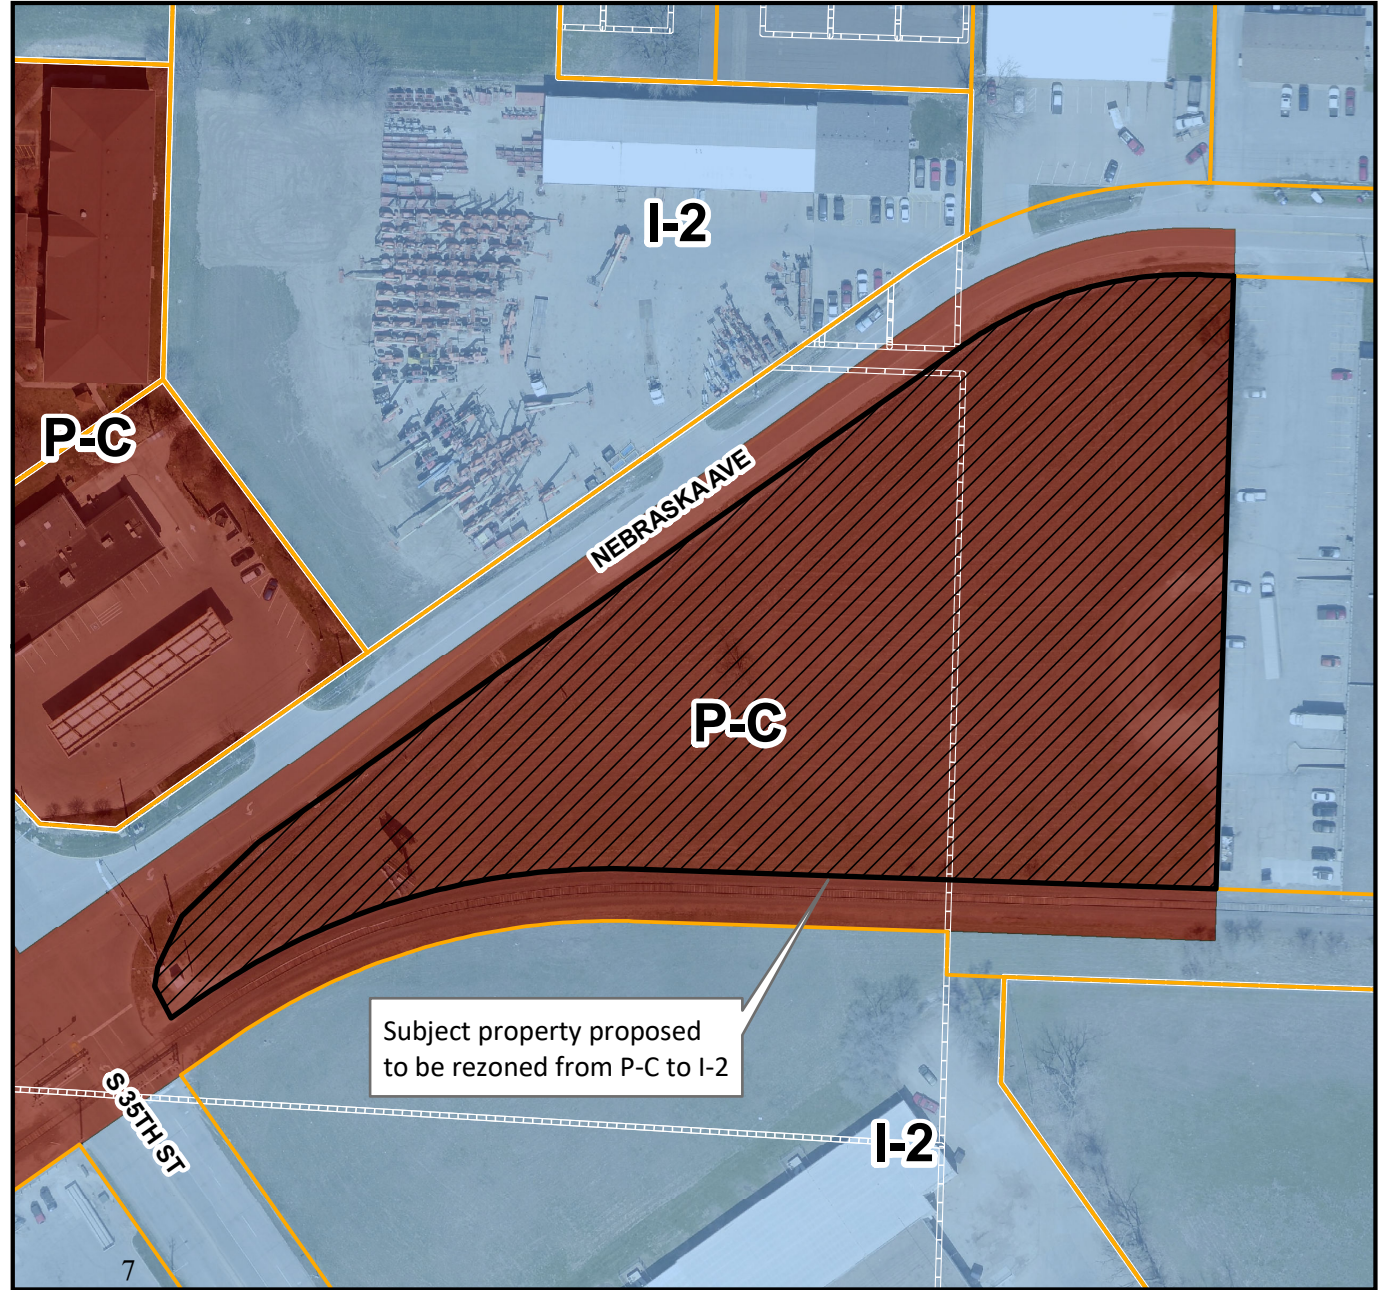 I-2
P-C
NEBRASKA AVE
P-C
Subject property proposed
to be rezoned from P-C to I-2
S 35TH ST
I-2
7